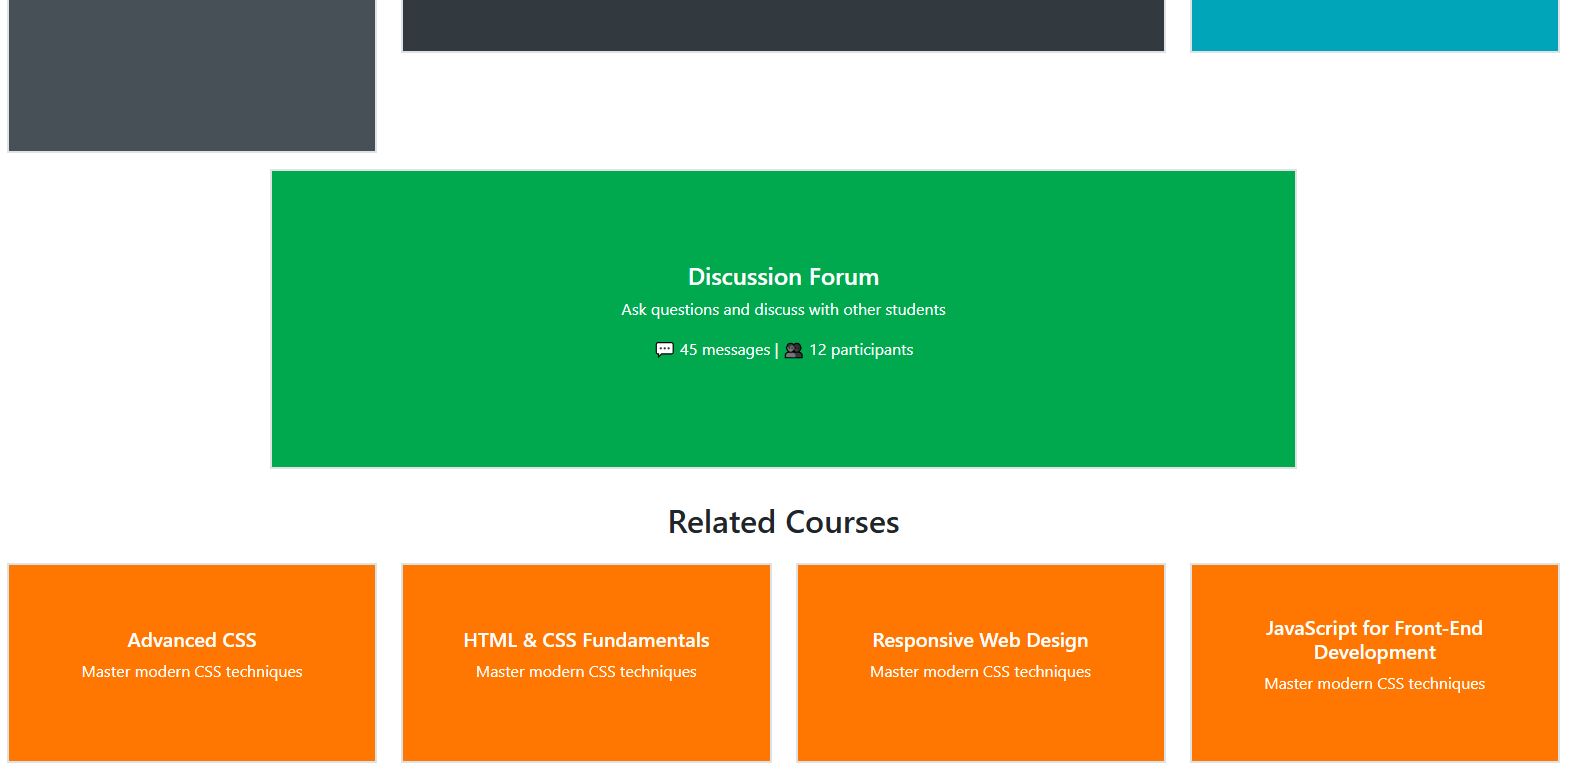 Discussion Forum
Ask questions and discuss with other students
💬 45 messages | 👥 12 participants
Related Courses
Advanced CSS
Master modern CSS techniques
HTML & CSS Fundamentals
Master modern CSS techniques
Responsive Web Design
Master modern CSS techniques
JavaScript for Front-End
Development
Master modern CSS techniques